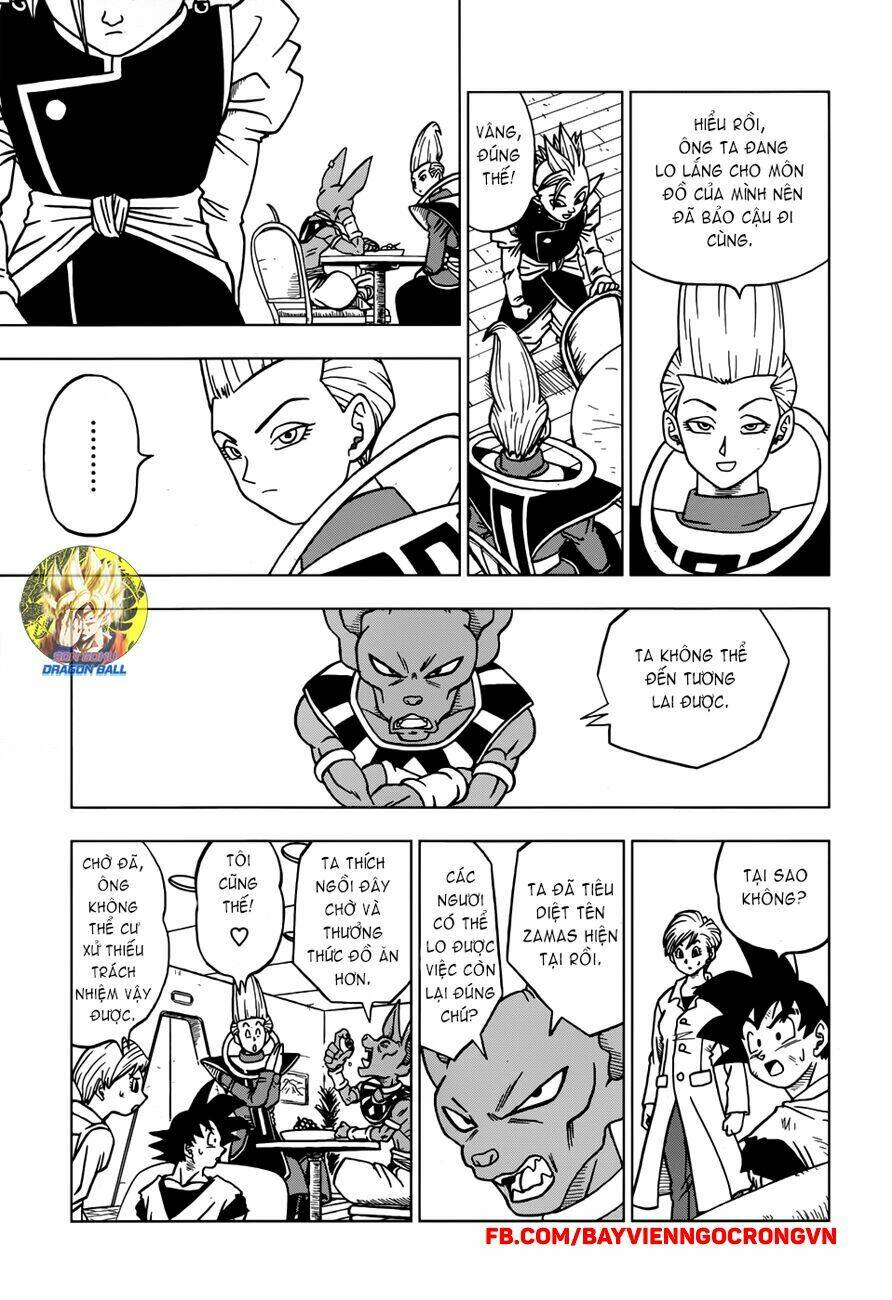 HIỂU RỒI,
ÔNG TA ĐANG
LO LẮNG CHO MÔN
ĐỒ CỦA MÌNH NÊN
ĐÃ BẢO CẬU ĐI
CÙNG.
VÂNG,
ĐÚNG
THẾ!
........
TA KHÔNG THỂ
ĐẾN TƯƠNG
LAI ĐƯỢC.
TẠI SAO
KHÔNG?
TA ĐÃ TIÊU
DIỆT TÊN
ZAMAS HIỆN
TẠI RỒI.
CÁC
NGƯƠI
CÓ THỂ
LO ĐƯỢC
VIỆC CÒN
LẠI ĐÚNG
CHỨ?
TA THÍCH
NGỒI ĐÂY
CHỜ VÀ
THƯỞNG
THỨC ĐỒ ĂN
HƠN.
TÔI
CŨNG
THẾ!
♡
CHỜ ĐÃ,
ÔNG
KHÔNG
THỂ CƯ
XỬ THIẾU
TRÁCH
NHIỆM VẬY
ĐƯỢC.
SON GOKU
DRAGON BALL
FB.COM/BAYVIENNGOCRONGVN